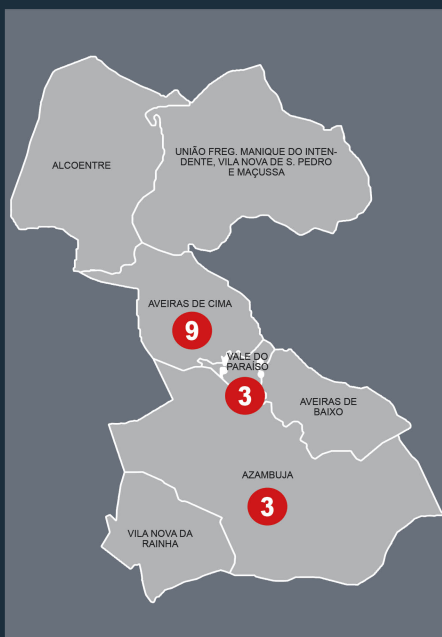 UNIÃO FREG. MANIQUE DO INTEN-
DENTE, VILA NOVA DE S. PEDRO
E MAÇUSSA
ALCOENTRE
AVEIRAS DE CIMA
9
VALE DO
PARAÍSO
3
AVEIRAS DE
BAIXO
AZAMBUJA
3
VILA NOVA DA
RAINHA